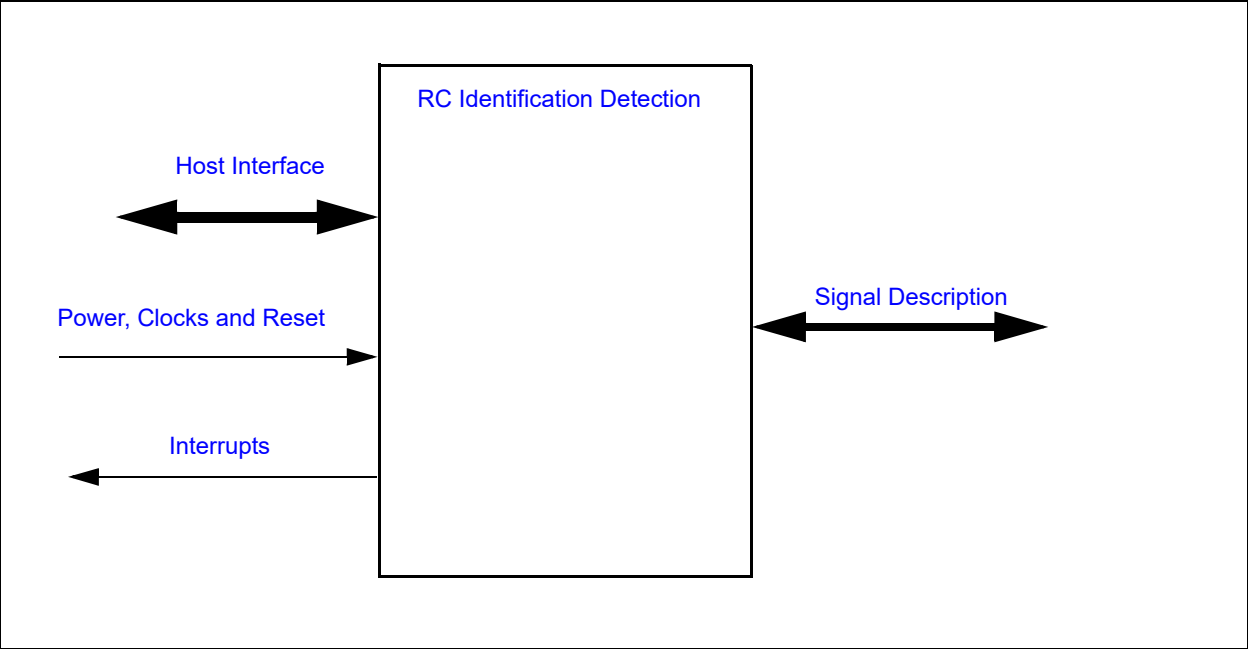 RC Identification Detection
Host Interface
Signal Description
Power, Clocks and Reset
Interrupts